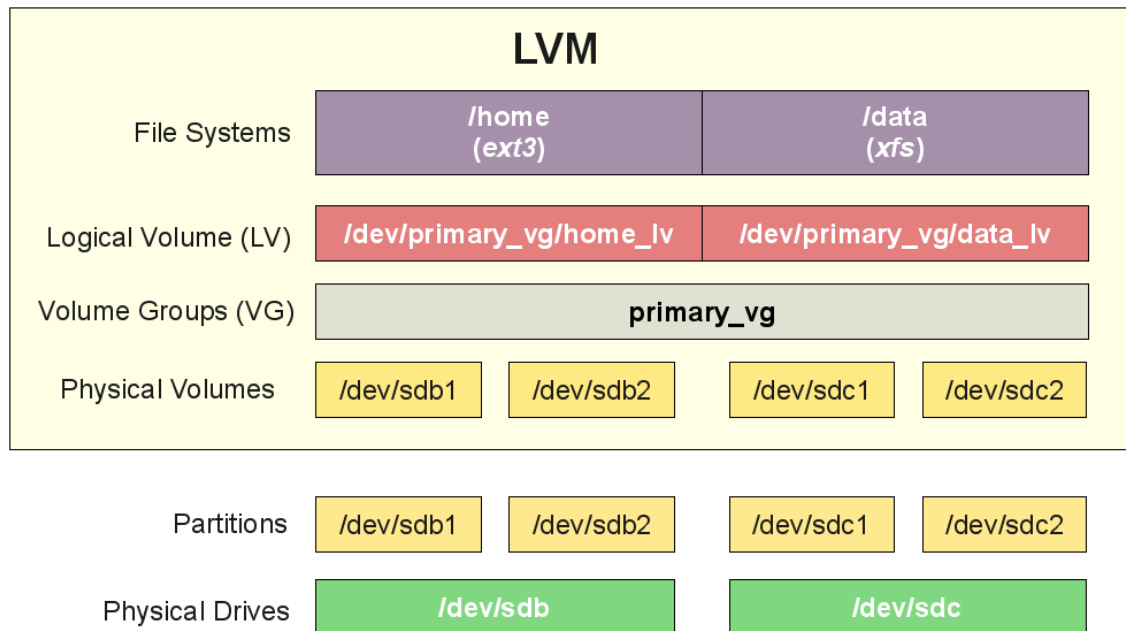 LVM
File Systems
/home
(ext3)
/data
(xfs)
Logical Volume (LV)
/dev/primary_vg/home_lv
/dev/primary_vg/data_lv
Volume Groups (VG)
primary_vg
Physical Volumes
/dev/sdb1
/dev/sdb2
/dev/sdc1
/dev/sdc2
Partitions
/dev/sdb1
/dev/sdb2
/dev/sdc1
/dev/sdc2
Physical Drives
/dev/sdb
/dev/sdc